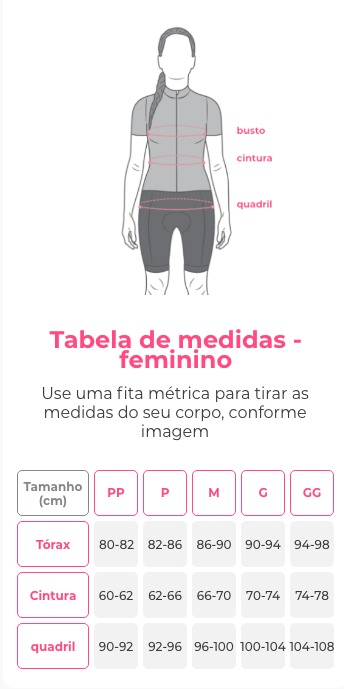 busto
cintura
quadril
Tabela de medidas -
feminino
Use uma fita métrica para tirar as
medidas do seu corpo, conforme
imagem
Tamanho
(cm)
PP P M G GG
Tórax 80-82 82-86 86-90 90-94 94-98
Cintura 60-62 62-66 66-70 70-74 74-78
quadril 90-92 92-96 96-100 100-104 104-108